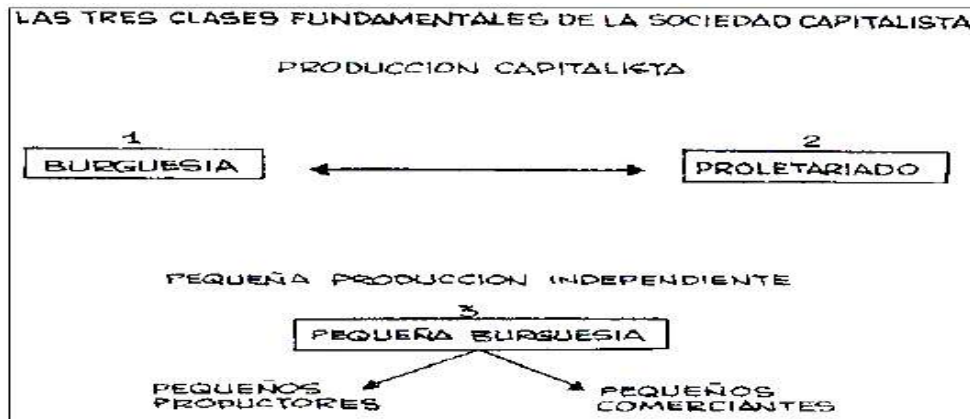 LAS TRES CLASES FUNDAMENTALES DE LA SOCIEDAD CAPITALISTA
PRODUCCION CAPITALISTA
1
BURGUESIA
2
PROLETARIADO
PEQUEÑA PRODUCCION INDEPENDIENTE
3
PEQUEÑA BURGUESIA
PEQUEÑOS
PRODUCTORES
PEQUEÑOS
COMERCIANTES